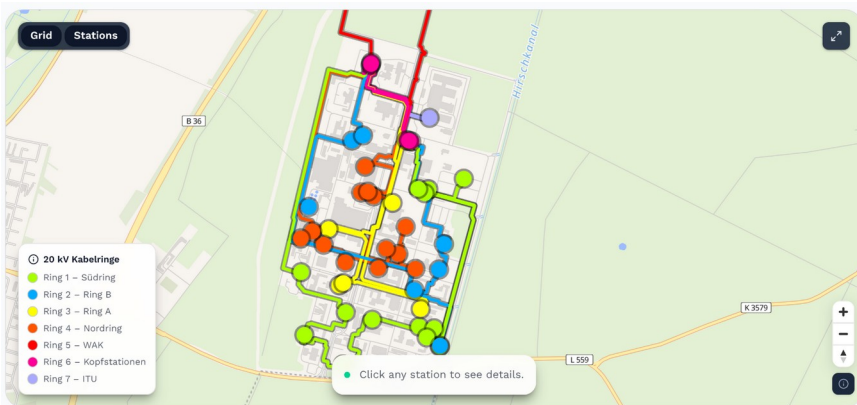 Grid
Stations
Hirschkanal
B 36
20 kV Kabelringe
Ring 1 – Südring
Ring 2 – Ring B
Ring 3 – Ring A
Ring 4 – Nordring
Ring 5 – WAK
Ring 6 – Kopfstationen
Ring 7 – ITU
K 3579
L 559
Click any station to see details.